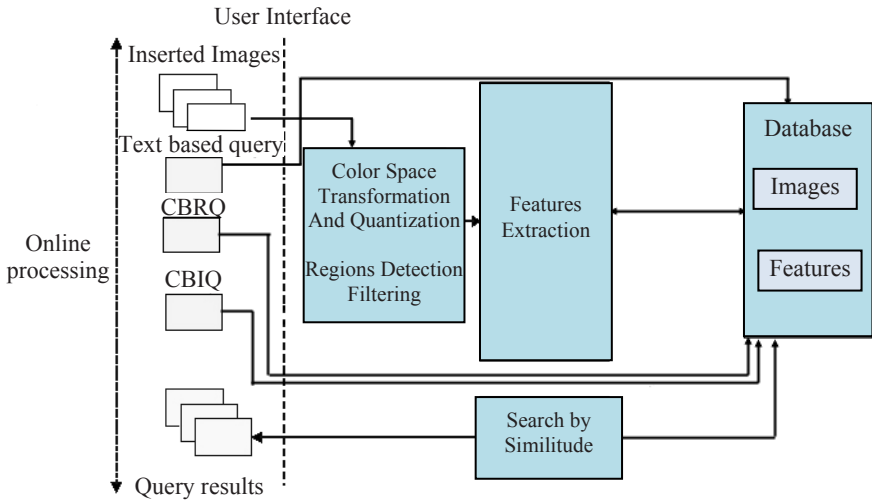 User Interface
Inserted Images
Text based query
CBRQ
CBIQ
Online
processing
Query results
Color Space
Transformation
And Quantization
Regions Detection
Filtering
Features
Extraction
Database
Images
Features
Search by
Similitude